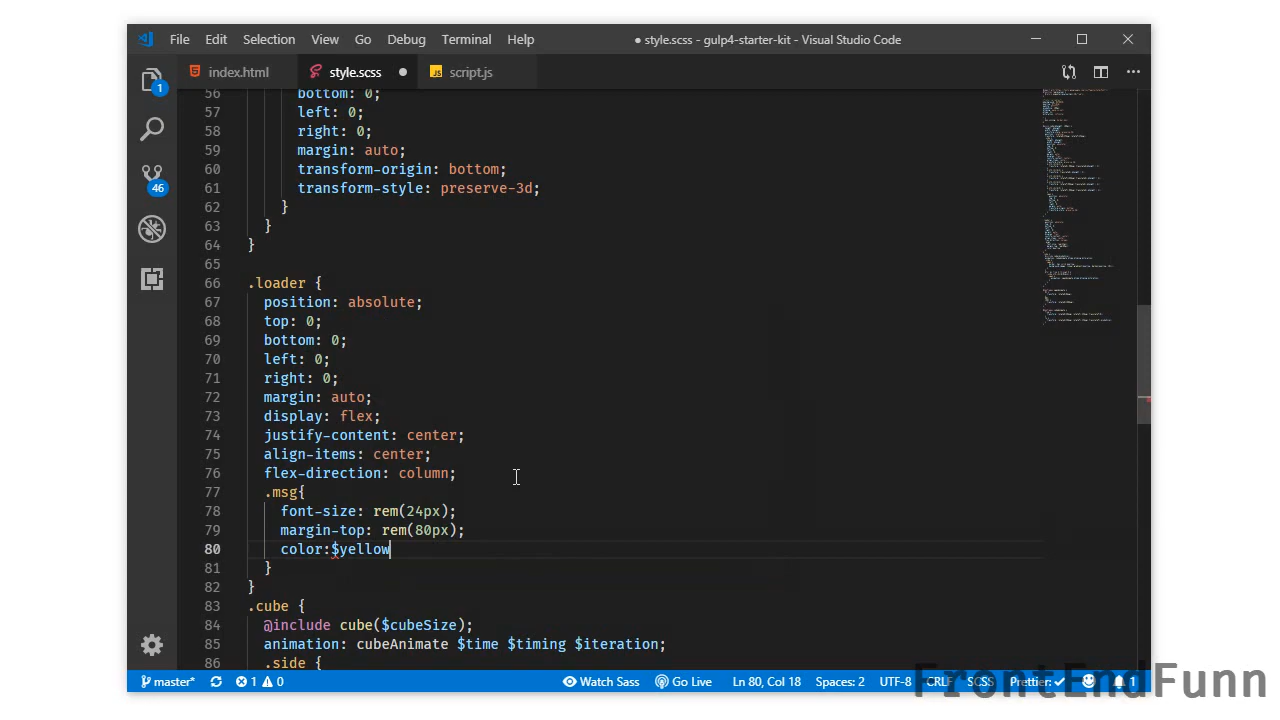 File Edit Selection View Go Debug Terminal Help ● style.scss - gulp4-starter-kit - Visual Studio Code
index.html style.scss ● JS script.js
1
46
56 bottom: 0;
57 left: 0;
58 right: 0;
59 margin: auto;
60 transform-origin: bottom;
61 transform-style: preserve-3d;
62 }
63 }
64 }
65
66 .loader {
67 position: absolute;
68 top: 0;
69 bottom: 0;
70 left: 0;
71 right: 0;
72 margin: auto;
73 display: flex;
74 justify-content: center;
75 align-items: center;
76 flex-direction: column;
77 .msg{
78 font-size: rem(24px);
79 margin-top: rem(80px);
80 color:$yellow
81 }
82 }
83 .cube {
84 @include cube($cubeSize);
85 animation: cubeAnimate $time $timing $iteration;
86 .side {
master* 1 0 Watch Sass Go Live Ln 80, Col 18 Spaces: 2 UTF-8 CRLF SCSS Prettier: ✓ 1
FrontEndFunn